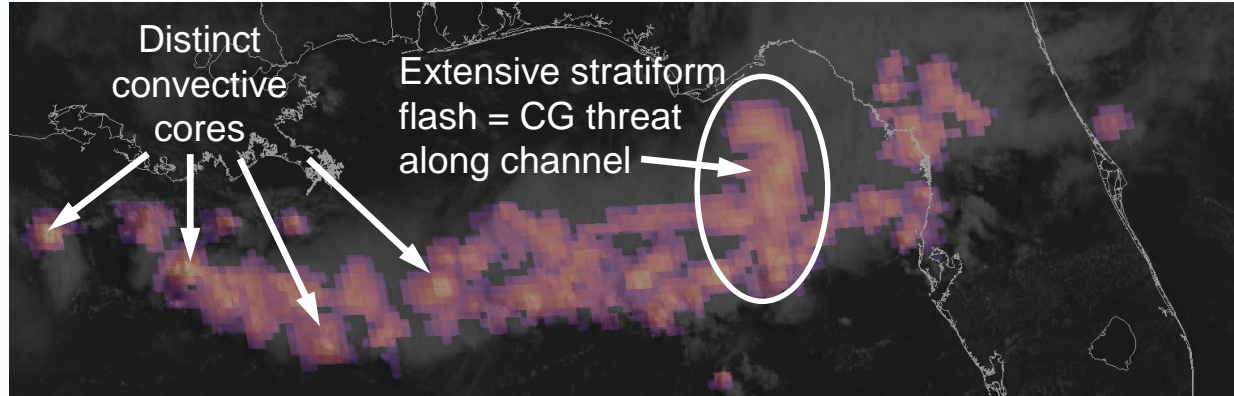 Distinct
convective
cores
Extensive stratiform
flash = CG threat
along channel